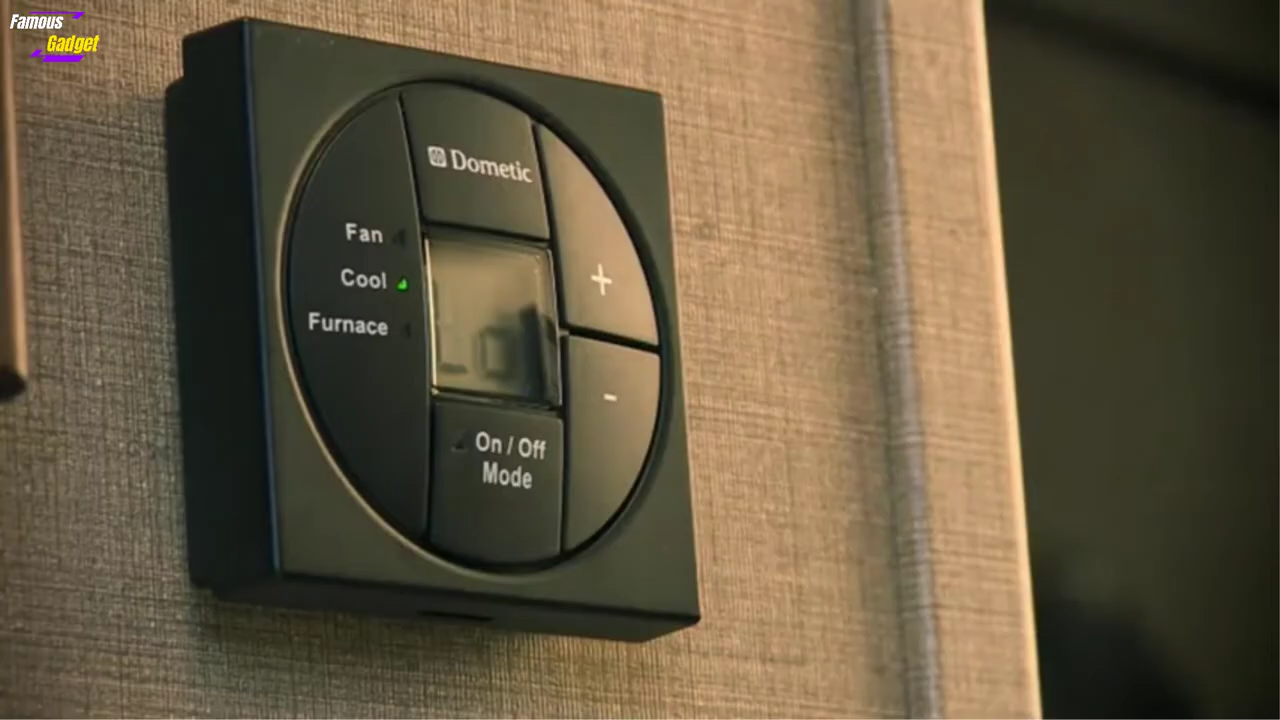 Famous
Gadget
Dometic
Fan
Cool
Furnace
+
-
On / Off
Mode